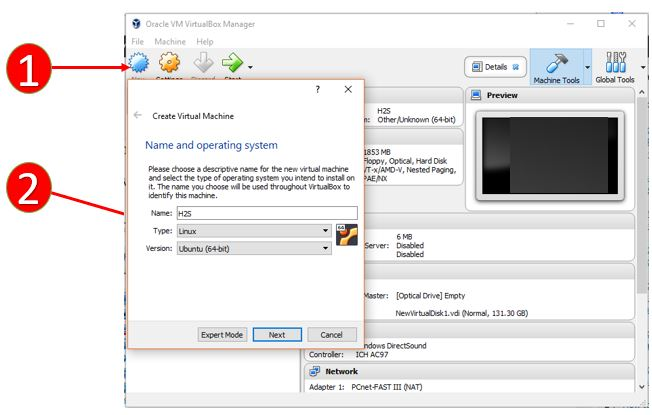 1
2
Oracle VM VirtualBox Manager
File Machine Help
Details
Machine Tools
Global Tools
Start
Preview
H2S
Other/Unknown (64-bit)
1853 MB
Floppy, Optical, Hard Disk
VT-x/AMD-V, Nested Paging,
PAE/NX
6 MB
Server: Disabled
Disabled
Master: [Optical Drive] Empty
NewVirtualDisk1.vdi (Normal, 131.30 GB)
Windows DirectSound
Controller: ICH AC97
Network
Adapter 1: PCnet-FAST III (NAT)
?
Create Virtual Machine
Name and operating system
Please choose a descriptive name for the new virtual machine
and select the type of operating system you intend to install on
it. The name you choose will be used throughout VirtualBox to
identify this machine.
Name: H2S
Type: Linux
64
Version: Ubuntu (64-bit)
Expert Mode Next Cancel